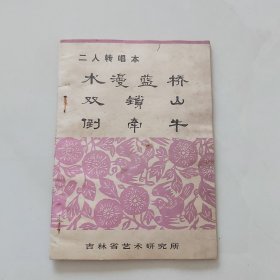 二人转唱本
水漫蓝桥
双锁山
倒牵牛
吉林省艺术研究所